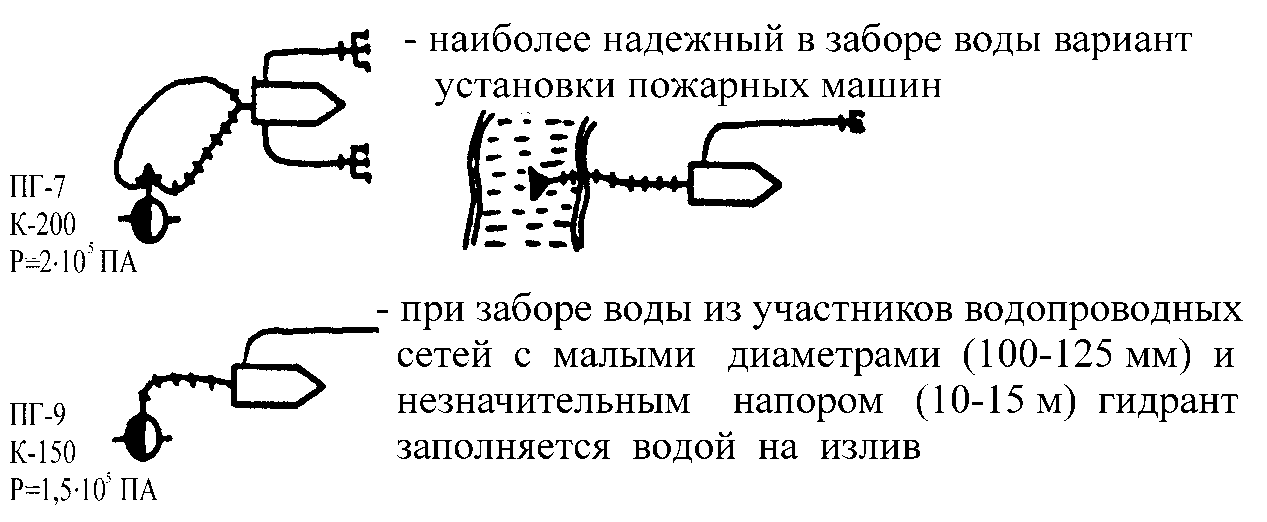 - наиболее надежный в заборе воды вариант
установки пожарных машин
ПГ-7
К-200
Р=2·10⁵ ПА
- при заборе воды из участников водопроводных
сетей с малыми диаметрами (100-125 мм) и
незначительным напором (10-15 м) гидрант
заполняется водой на излив
ПГ-9
К-150
Р=1,5·10⁵ ПА